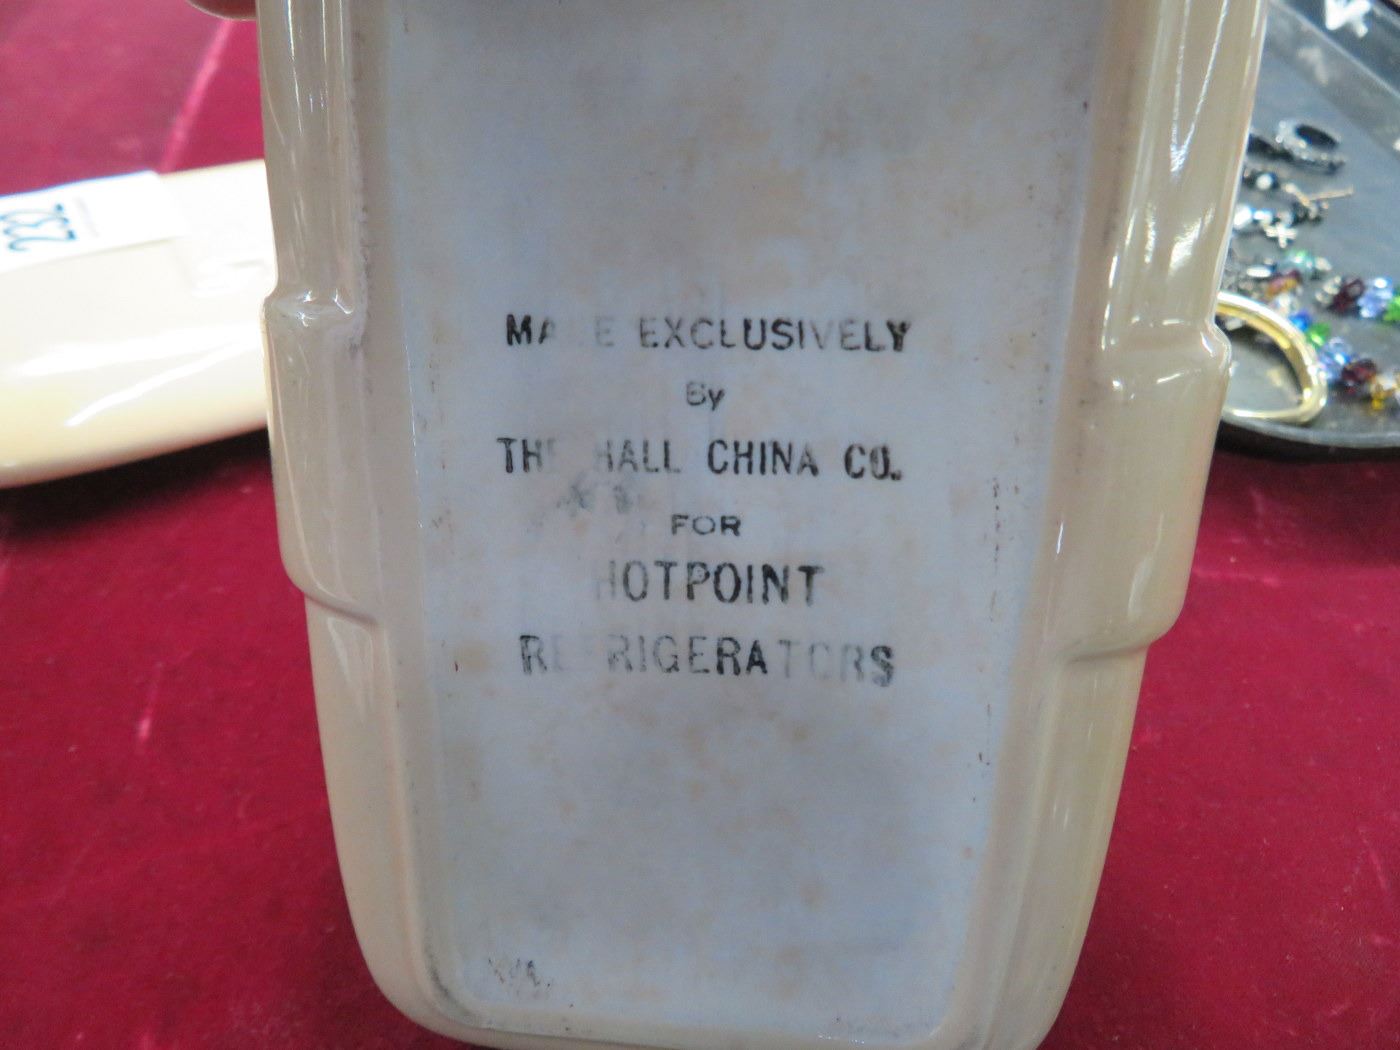 MADE EXCLUSIVELY
By
THE HALL CHINA CO.
FOR
HOTPOINT
REFRIGERATORS
232